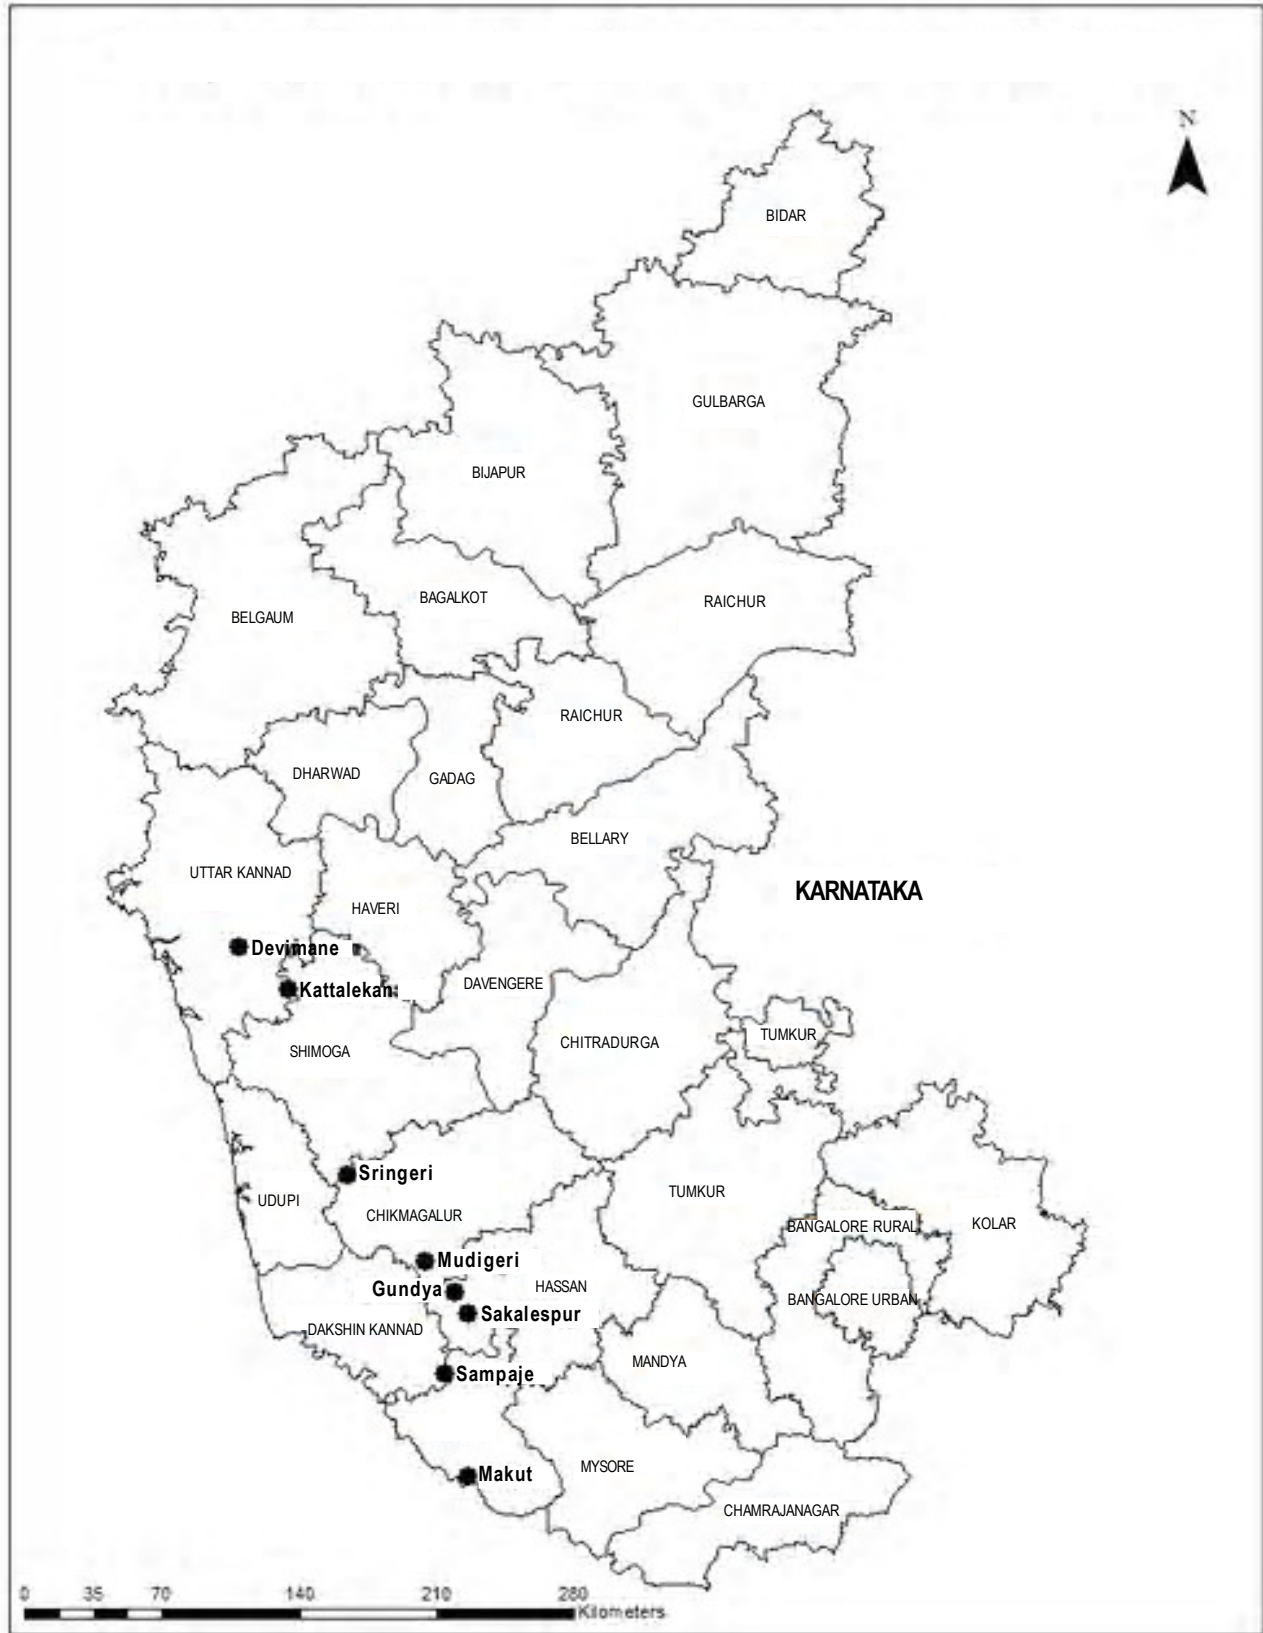 N
BIDAR
GULBARGA
BIJAPUR
BAGALKOT
RAICHUR
BELGAUM
RAICHUR
DHARWAD
GADAG
BELLARY
UTTAR KANNAD
KARNATAKA
HAVERI
Devimane
DAVENGERE
Kattalekan
TUMKUR
CHITRADURGA
SHIMOGA
Sringeri
TUMKUR
UDUPI
CHIKMAGALUR
BANGALORE RURAL
KOLAR
Mudigeri
Gundya
HASSAN
BANGALORE URBAN
Sakalespur
DAKSHIN KANNAD
MANDYA
Sampaje
MYSORE
Makut
CHAMRAJANAGAR
0 35 70 140 210 280
Kilometers